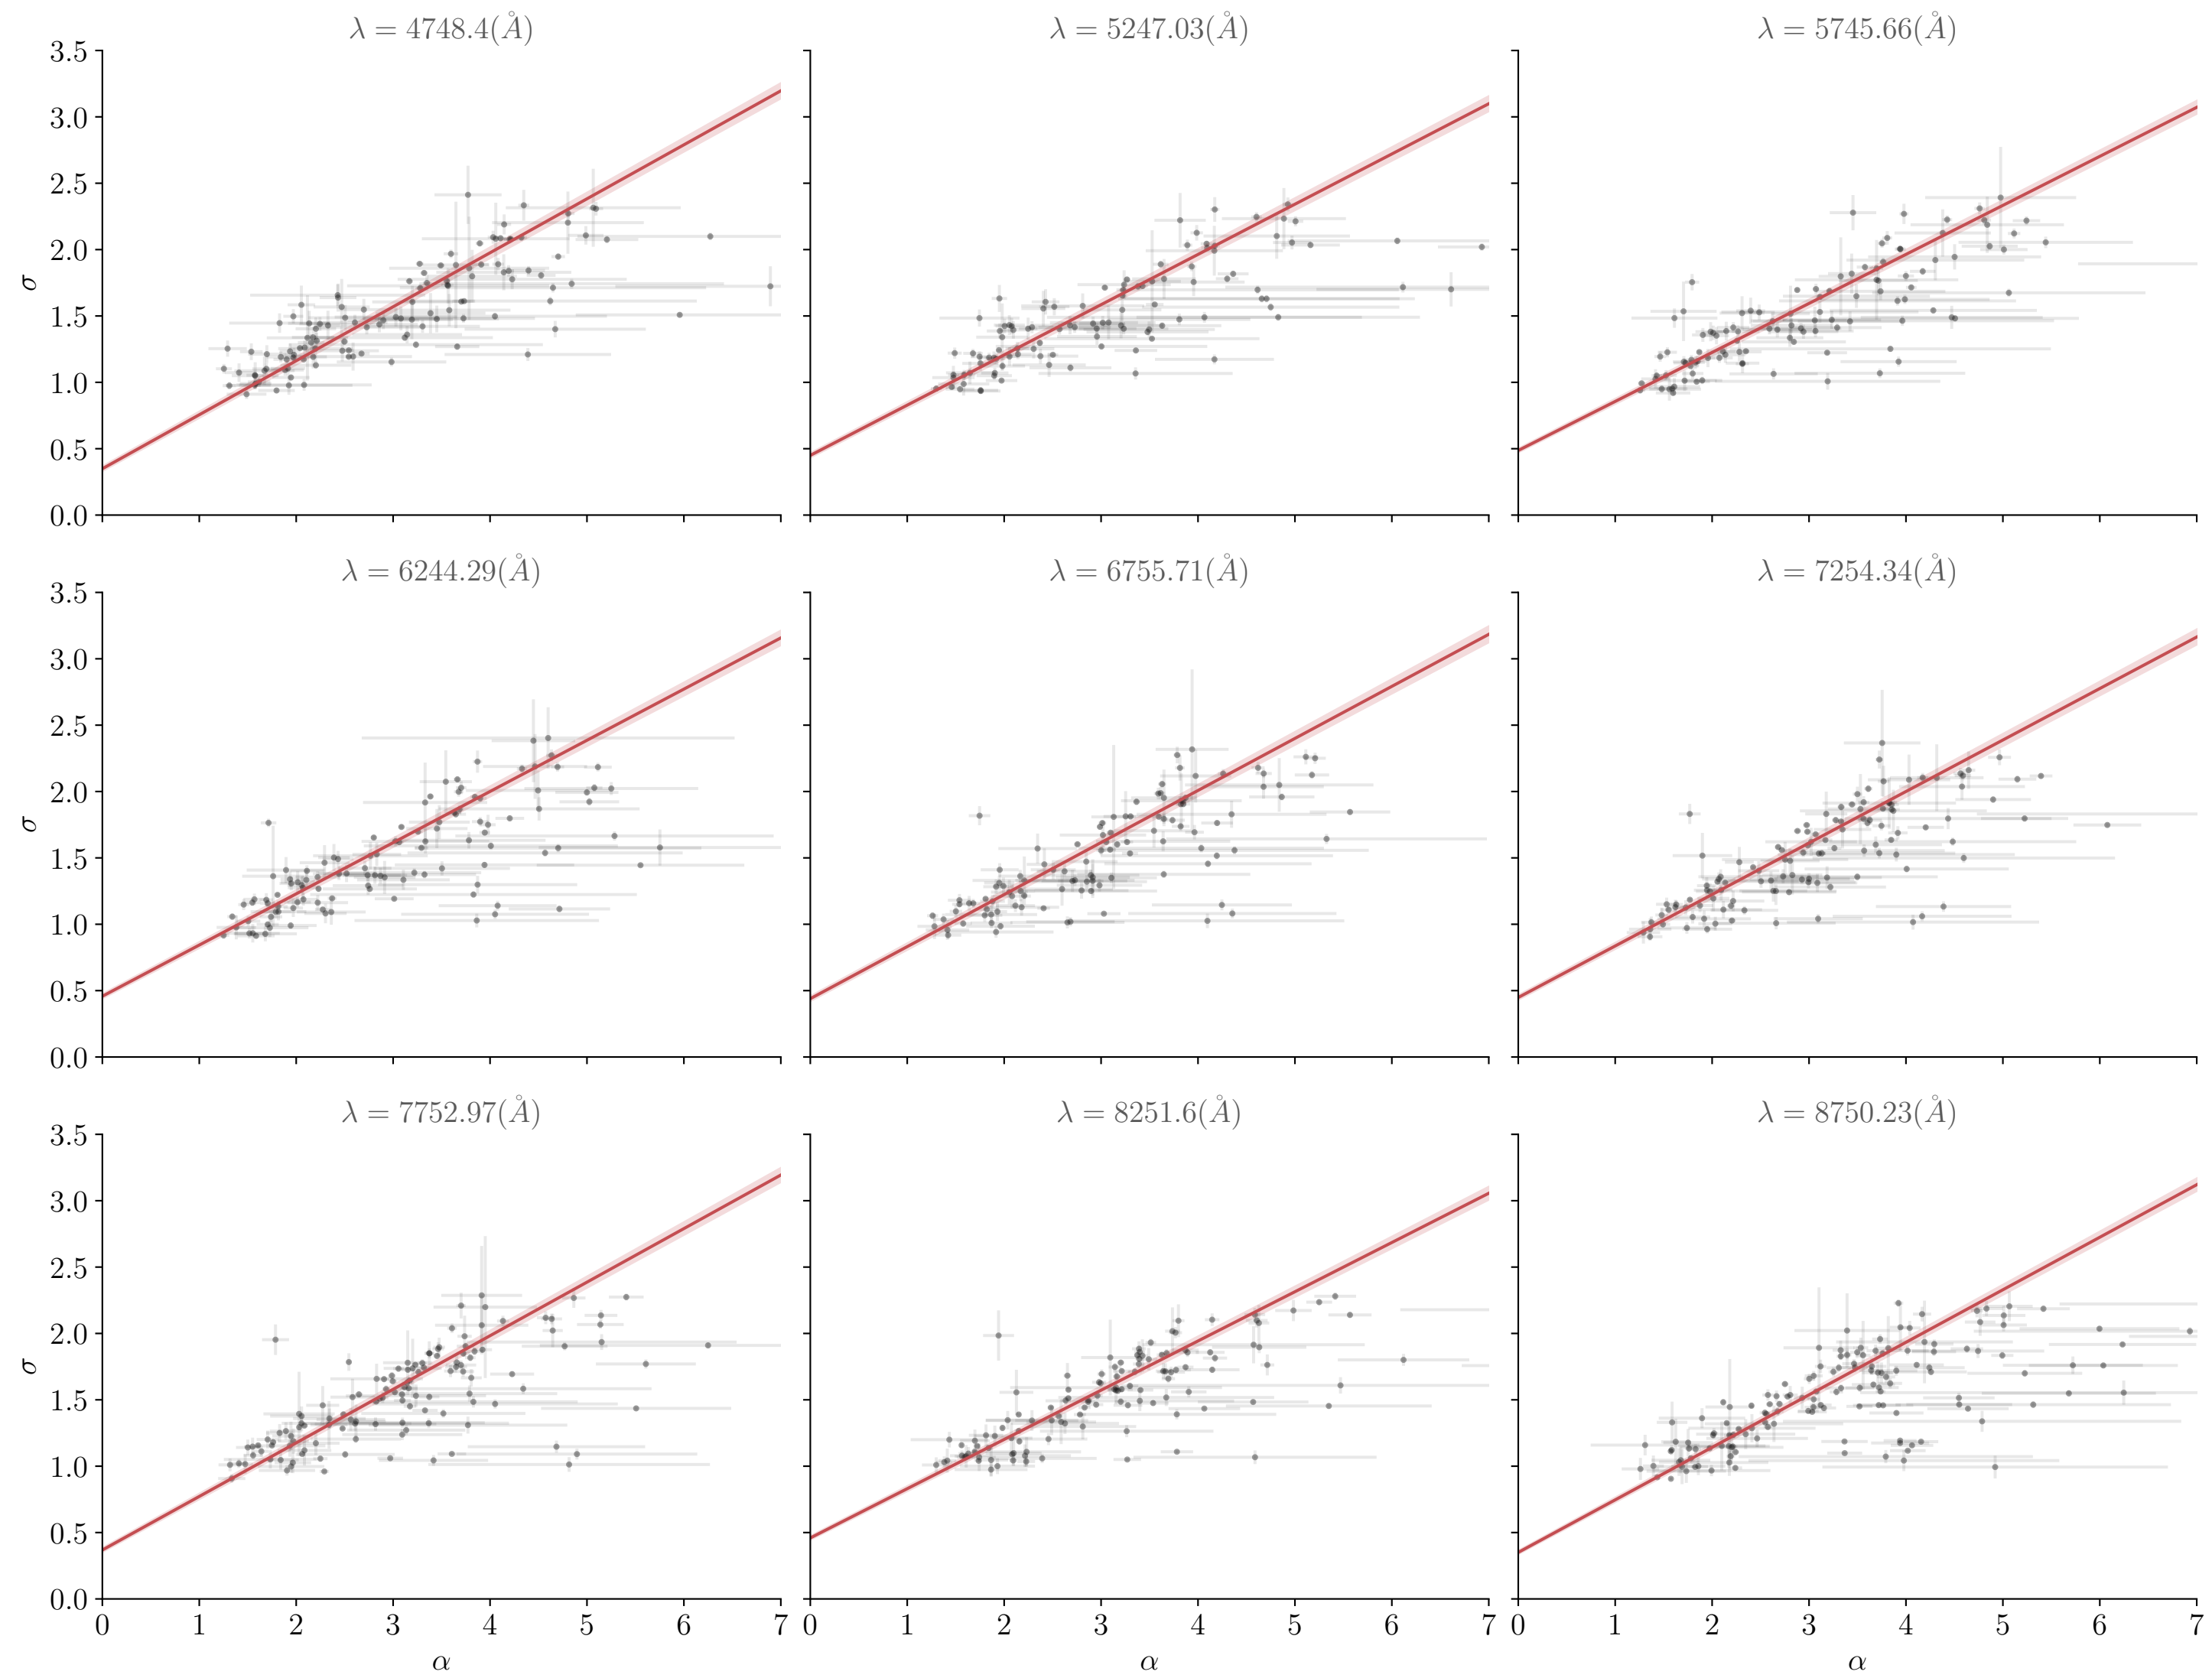 λ = 4748.4(Å)
λ = 5247.03(Å)
λ = 5745.66(Å)
3.5
3.0
2.5
2.0
1.5
1.0
0.5
0.0
σ
λ = 6244.29(Å)
λ = 6755.71(Å)
λ = 7254.34(Å)
3.5
3.0
2.5
2.0
1.5
1.0
0.5
0.0
σ
λ = 7752.97(Å)
λ = 8251.6(Å)
λ = 8750.23(Å)
3.5
3.0
2.5
2.0
1.5
1.0
0.5
0.0
σ
0 1 2 3 4 5 6 7
0 1 2 3 4 5 6 7
0 1 2 3 4 5 6 7
α
α
α